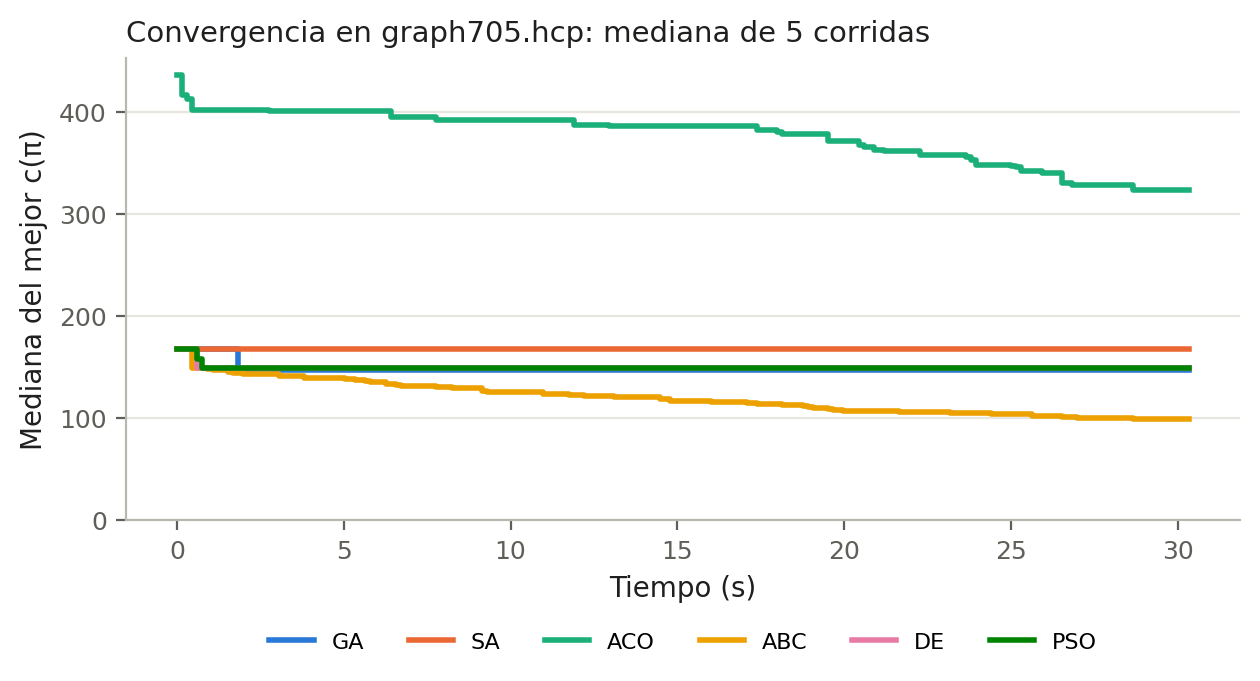 Convergencia en graph705.hcp: mediana de 5 corridas
Mediana del mejor c(π)
400
300
200
100
0
0 5 10 15 20 25 30
Tiempo (s)
GA SA ACO ABC DE PSO